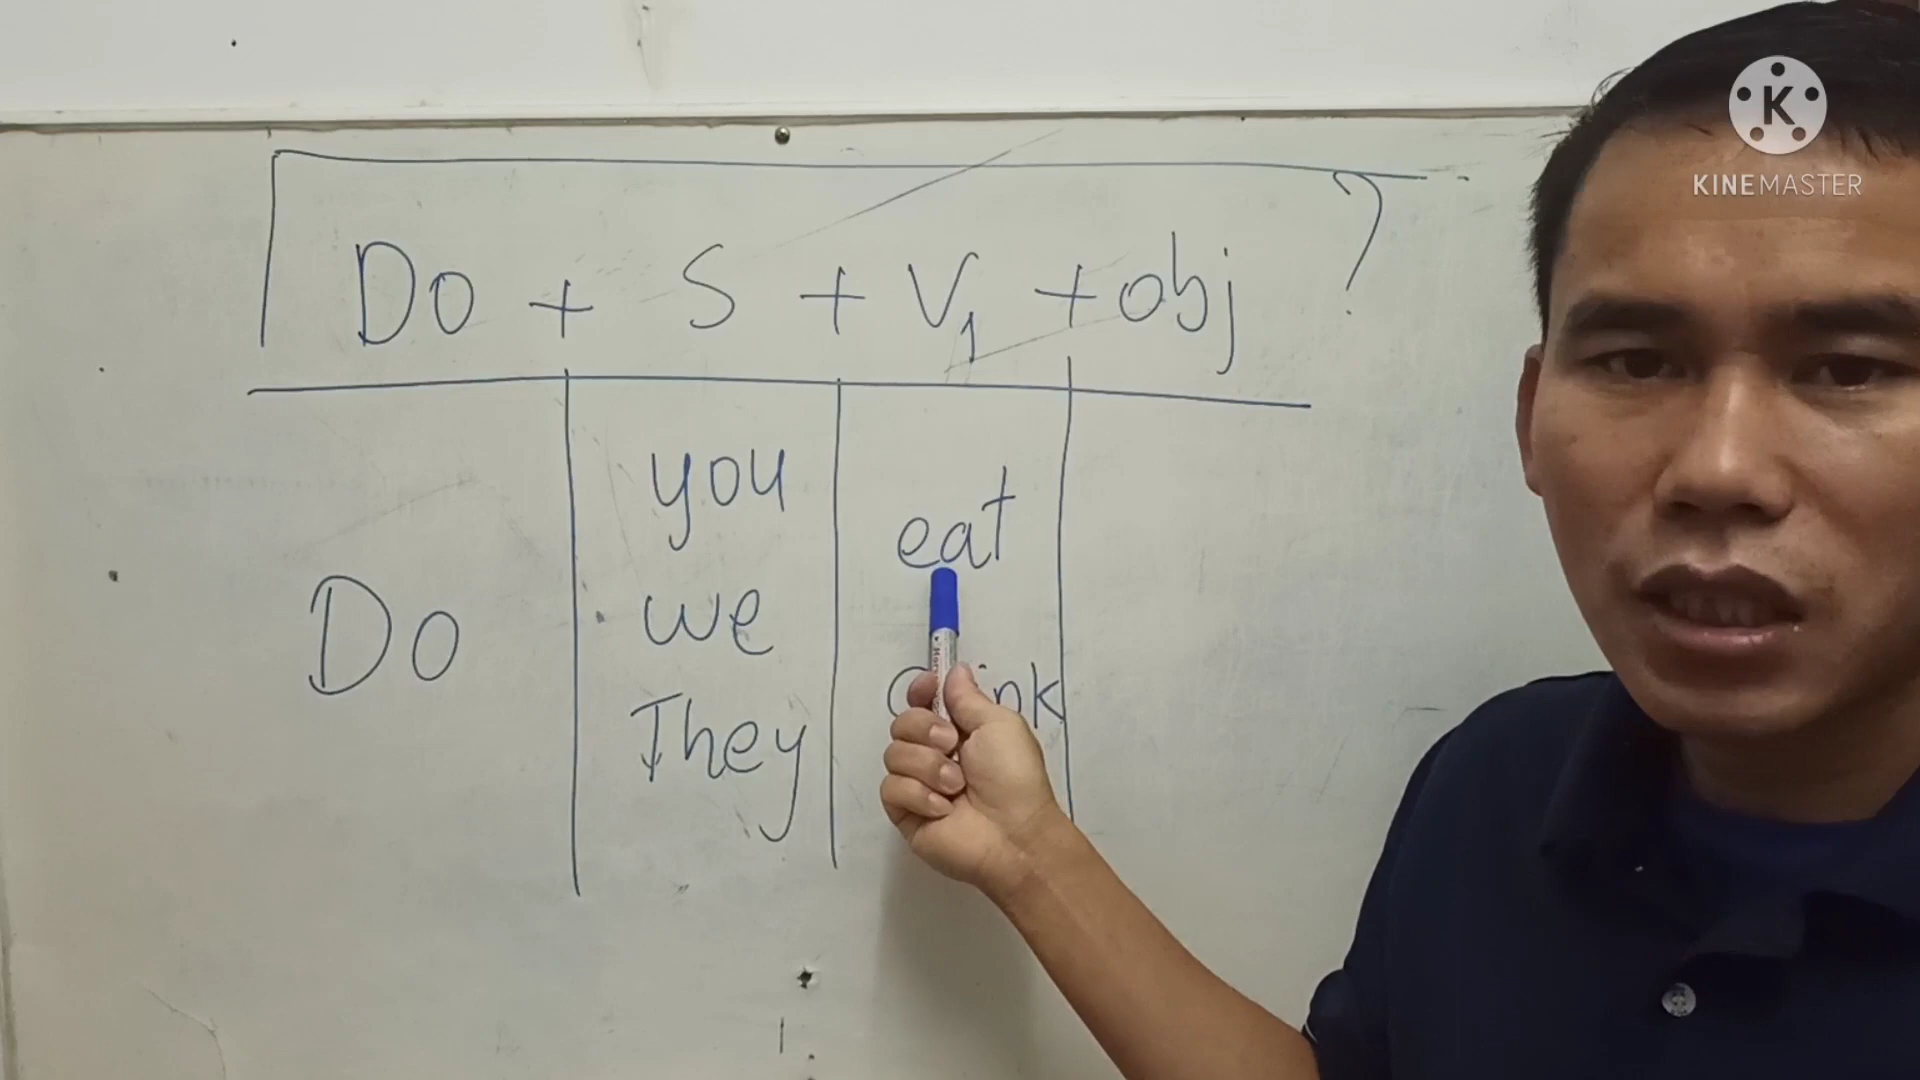 Do + S + V1 + obj ?
Do
you
we
They
eat
K
KINEMASTER